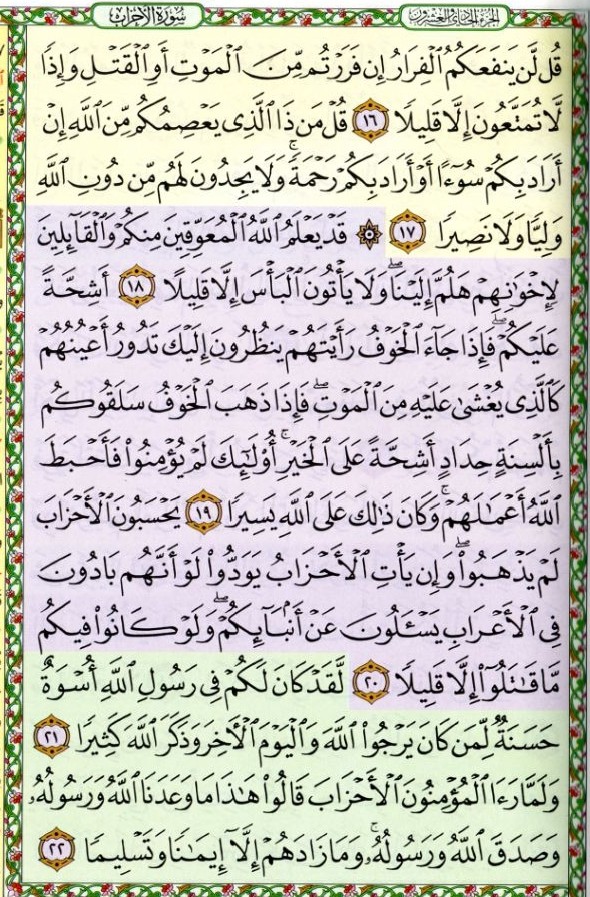 سُورَةُ الأَحْزَابِ
الجزء الحادي والعشرون
قُل لَّن يَنفَعَكُمُ ٱلْفِرَارُ إِن فَرَرْتُم مِّنَ ٱلْمَوْتِ أَوِ ٱلْقَتْلِ وَإِذًا
لَّا تُمَتَّعُونَ إِلَّا قَلِيلًا ١٦ قُلْ مَن ذَا ٱلَّذِى يَعْصِمُكُم مِّنَ ٱللَّهِ إِنْ
أَرَادَ بِكُمْ سُوٓءًا أَوْ أَرَادَ بِكُمْ رَحْمَةً ۚ وَلَا يَجِدُونَ لَهُم مِّن دُونِ ٱللَّهِ
وَلِيًّا وَلَا نَصِيرًا ١٧ ۞ قَدْ يَعْلَمُ ٱللَّهُ ٱلْمُعَوِّقِينَ مِنكُمْ وَٱلْقَآئِلِينَ
لِإِخْوَٰنِهِمْ هَلُمَّ إِلَيْنَا ۖ وَلَا يَأْتُونَ ٱلْبَأْسَ إِلَّا قَلِيلًا ١٨ أَشِحَّةً
عَلَيْكُمْ ۖ فَإِذَا جَآءَ ٱلْخَوْفُ رَأَيْتَهُمْ يَنظُرُونَ إِلَيْكَ تَدُورُ أَعْيُنُهُمْ
كَٱلَّذِى يُغْشَىٰ عَلَيْهِ مِنَ ٱلْمَوْتِ ۖ فَإِذَا ذَهَبَ ٱلْخَوْفُ سَلَقُوكُم
بِأَلْسِنَةٍ حِدَادٍ أَشِحَّةً عَلَى ٱلْخَيْرِ ۚ أُو۟لَٰٓئِكَ لَمْ يُؤْمِنُوا۟ فَأَحْبَطَ
ٱللَّهُ أَعْمَٰلَهُمْ ۚ وَكَانَ ذَٰلِكَ عَلَى ٱللَّهِ يَسِيرًا ١٩ يَحْسَبُونَ ٱلْأَحْزَابَ
لَمْ يَذْهَبُوا۟ ۖ وَإِن يَأْتِ ٱلْأَحْزَابُ يَوَدُّوا۟ لَوْ أَنَّهُم بَادُونَ
فِى ٱلْأَعْرَابِ يَسْـَٔلُونَ عَنْ أَنۢبَآئِكُمْ ۖ وَلَوْ كَانُوا۟ فِيكُم
مَّا قَٰتَلُوٓا۟ إِلَّا قَلِيلًا ٢٠ لَّقَدْ كَانَ لَكُمْ فِى رَسُولِ ٱللَّهِ أُسْوَةٌ
حَسَنَةٌ لِّمَن كَانَ يَرْجُوا۟ ٱللَّهَ وَٱلْيَوْمَ ٱلْـَٔاخِرَ وَذَكَرَ ٱللَّهَ كَثِيرًا ٢١
وَلَمَّا رَءَا ٱلْمُؤْمِنُونَ ٱلْأَحْزَابَ قَالُوا۟ هَٰذَا مَا وَعَدَنَا ٱللَّهُ وَرَسُولُهُۥ
وَصَدَقَ ٱللَّهُ وَرَسُولُهُۥ ۚ وَمَا زَادَهُمْ إِلَّآ إِيمَٰنًا وَتَسْلِيمًا ٢٢